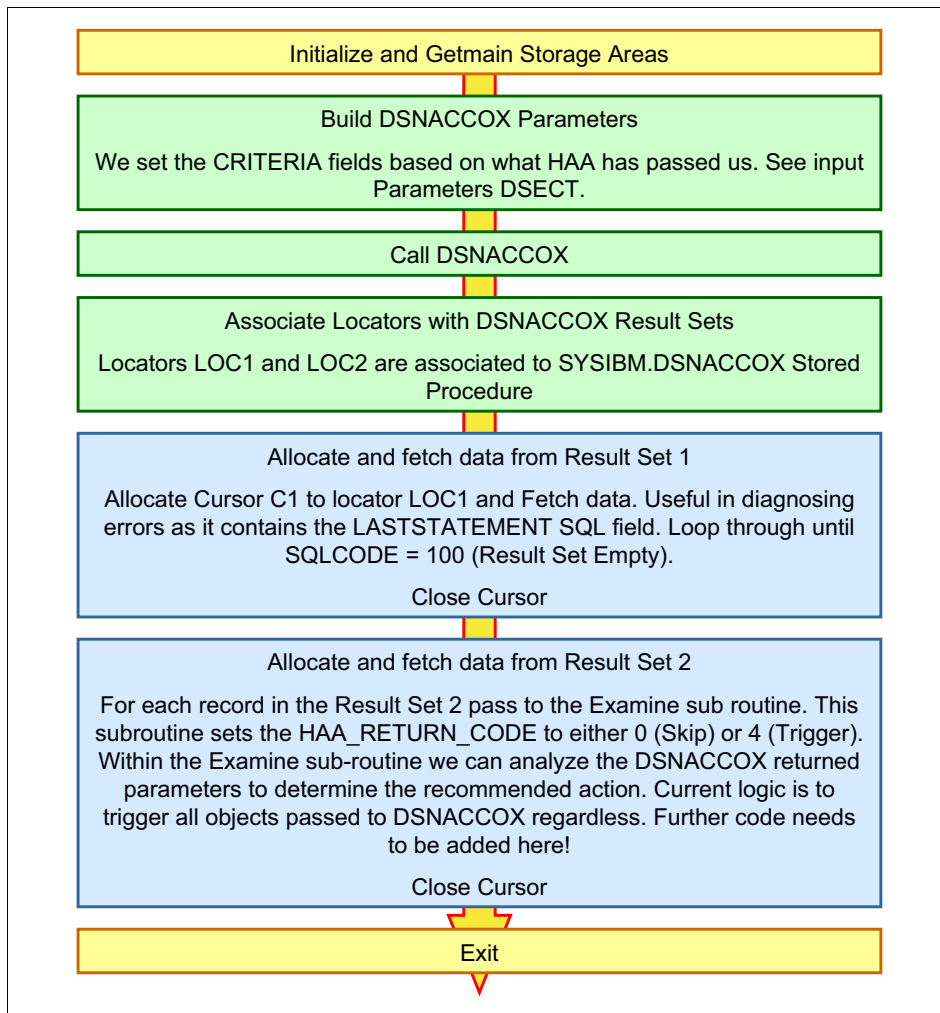 Initialize and Getmain Storage Areas
Build DSNACCOX Parameters
We set the CRITERIA fields based on what HAA has passed us. See input
Parameters DSECT.
Call DSNACCOX
Associate Locators with DSNACCOX Result Sets
Locators LOC1 and LOC2 are associated to SYSIBM.DSNACCOX Stored
Procedure
Allocate and fetch data from Result Set 1
Allocate Cursor C1 to locator LOC1 and Fetch data. Useful in diagnosing
errors as it contains the LASTSTATEMENT SQL field. Loop through until
SQLCODE = 100 (Result Set Empty).
Close Cursor
Allocate and fetch data from Result Set 2
For each record in the Result Set 2 pass to the Examine sub routine. This
subroutine sets the HAA_RETURN_CODE to either 0 (Skip) or 4 (Trigger).
Within the Examine sub-routine we can analyze the DSNACCOX returned
parameters to determine the recommended action. Current logic is to
trigger all objects passed to DSNACCOX regardless. Further code needs
to be added here!
Close Cursor
Exit